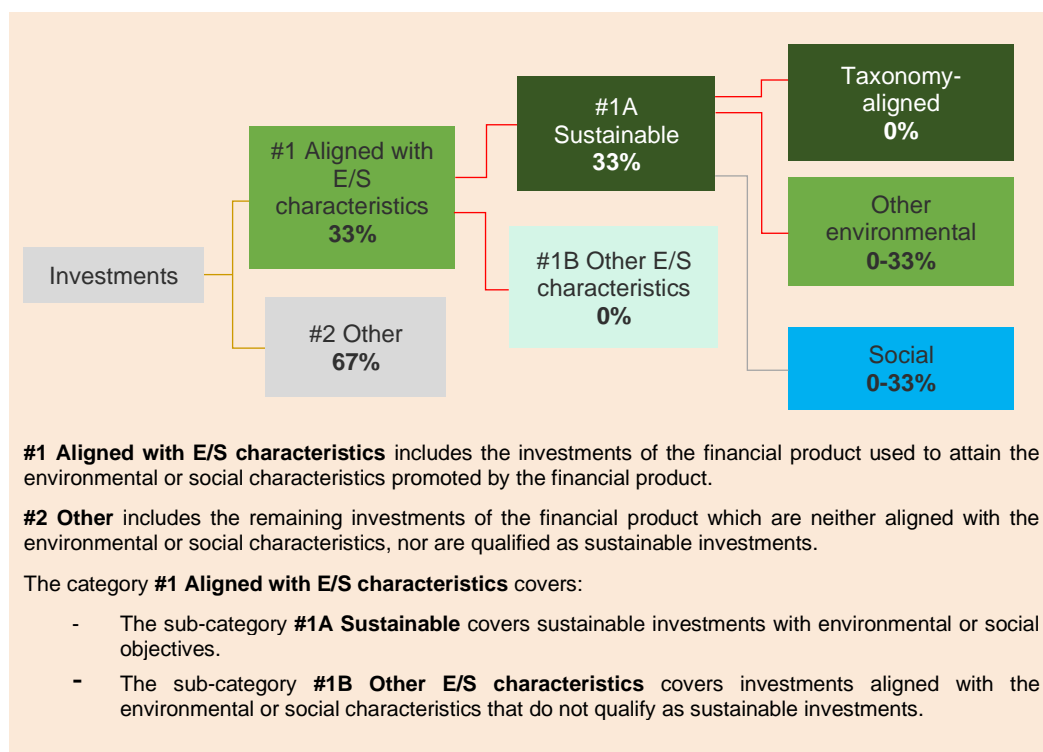 Investments
#1 Aligned with
E/S
characteristics
33%
#2 Other
67%
#1A
Sustainable
33%
#1B Other E/S
characteristics
0%
Taxonomy-
aligned
0%
Other
environmental
0-33%
Social
0-33%
#1 Aligned with E/S characteristics includes the investments of the financial product used to attain the
environmental or social characteristics promoted by the financial product.
#2 Other includes the remaining investments of the financial product which are neither aligned with the
environmental or social characteristics, nor are qualified as sustainable investments.
The category #1 Aligned with E/S characteristics covers:
- The sub-category #1A Sustainable covers sustainable investments with environmental or social
objectives.
- The sub-category #1B Other E/S characteristics covers investments aligned with the
environmental or social characteristics that do not qualify as sustainable investments.